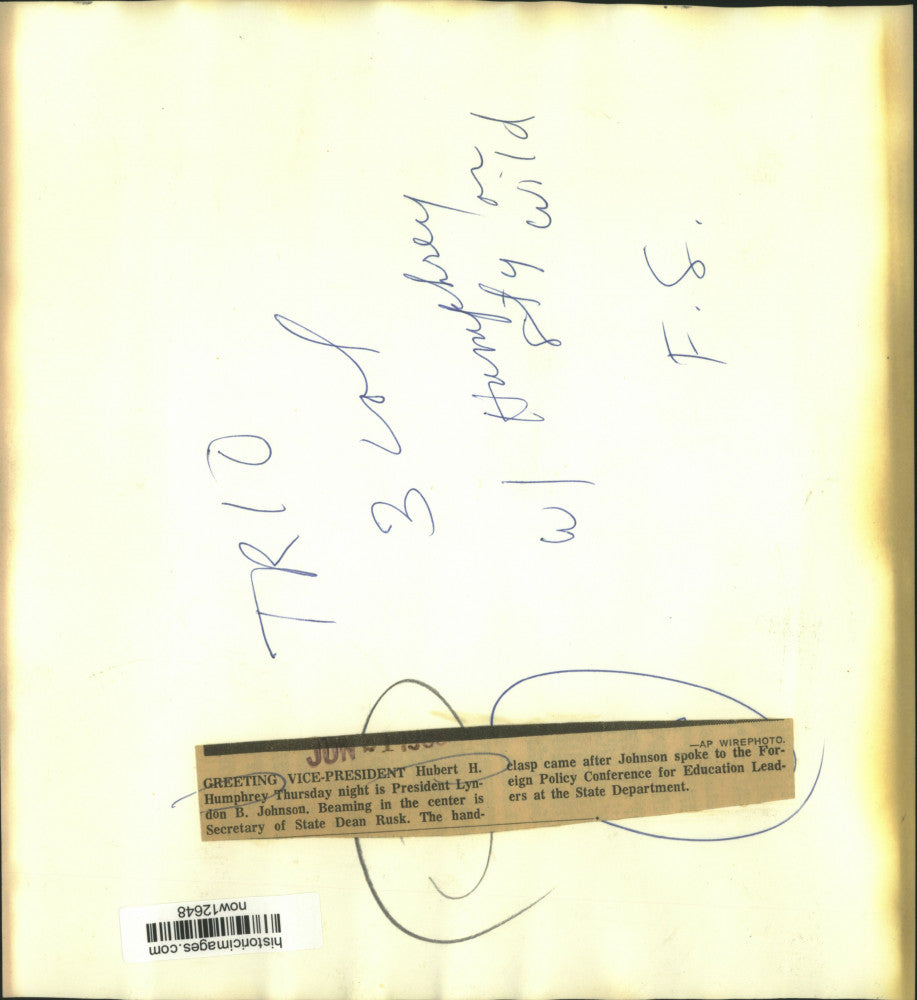 TRIO
3 col
w/ Humphrey on
sty wild
F.S.
JUN
—AP WIREPHOTO.
GREETING VICE-PRESIDENT Hubert H.
Humphrey Thursday night is President Lyn-
don B. Johnson. Beaming in the center is
Secretary of State Dean Rusk. The hand-
clasp came after Johnson spoke to the For-
eign Policy Conference for Education Lead-
ers at the State Department.
historicimages.com
now12648